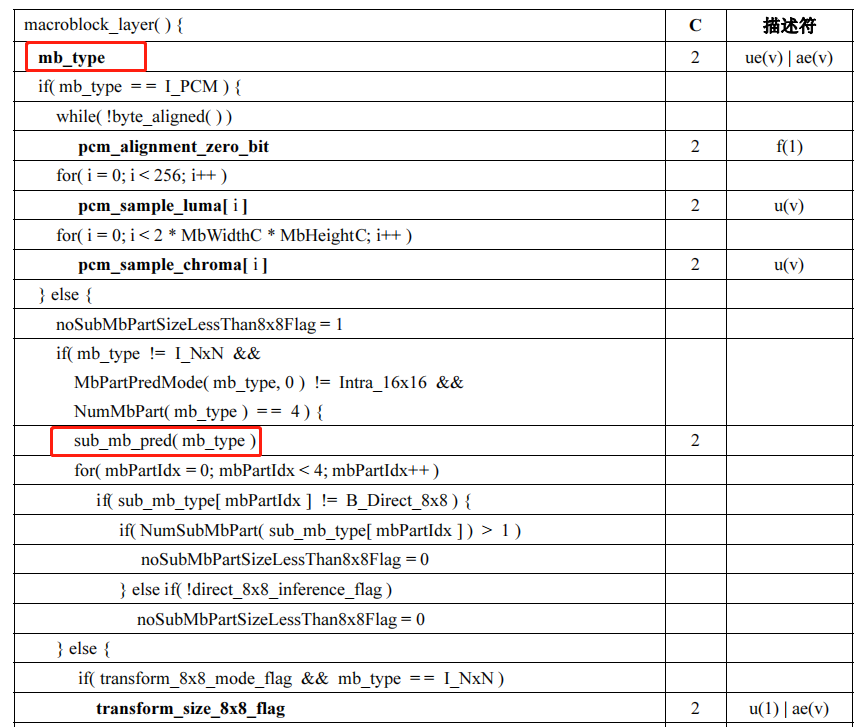 macroblock_layer( ) { C 描述符
mb_type 2 ue(v) | ae(v)
if( mb_type = = I_PCM ) {
while( !byte_aligned( ) )
pcm_alignment_zero_bit 2 f(1)
for( i = 0; i < 256; i++ )
pcm_sample_luma[ i ] 2 u(v)
for( i = 0; i < 2 * MbWidthC * MbHeightC; i++ )
pcm_sample_chroma[ i ] 2 u(v)
} else {
noSubMbPartSizeLessThan8x8Flag = 1
if( mb_type != I_NxN &&
MbPartPredMode( mb_type, 0 ) != Intra_16x16 &&
NumMbPart( mb_type ) = = 4 ) {
sub_mb_pred( mb_type ) 2
for( mbPartIdx = 0; mbPartIdx < 4; mbPartIdx++ )
if( sub_mb_type[ mbPartIdx ] != B_Direct_8x8 ) {
if( NumSubMbPart( sub_mb_type[ mbPartIdx ] ) > 1 )
noSubMbPartSizeLessThan8x8Flag = 0
} else if( !direct_8x8_inference_flag )
noSubMbPartSizeLessThan8x8Flag = 0
} else {
if( transform_8x8_mode_flag && mb_type = = I_NxN )
transform_size_8x8_flag 2 u(1) | ae(v)